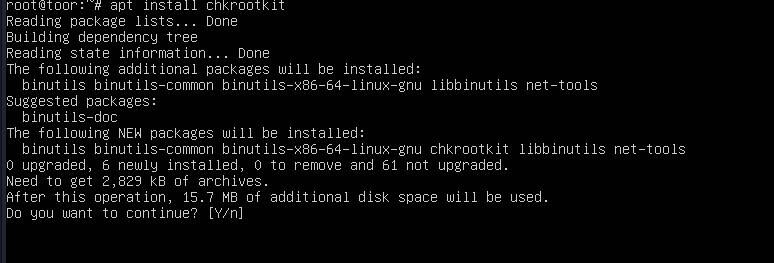 root@toor:~# apt install chkrootkit
Reading package lists... Done
Building dependency tree
Reading state information... Done
The following additional packages will be installed:
  binutils binutils-common binutils-x86-64-linux-gnu libbinutils net-tools
Suggested packages:
  binutils-doc
The following NEW packages will be installed:
  binutils binutils-common binutils-x86-64-linux-gnu chkrootkit libbinutils net-tools
0 upgraded, 6 newly installed, 0 to remove and 61 not upgraded.
Need to get 2,829 kB of archives.
After this operation, 15.7 MB of additional disk space will be used.
Do you want to continue? [Y/n]